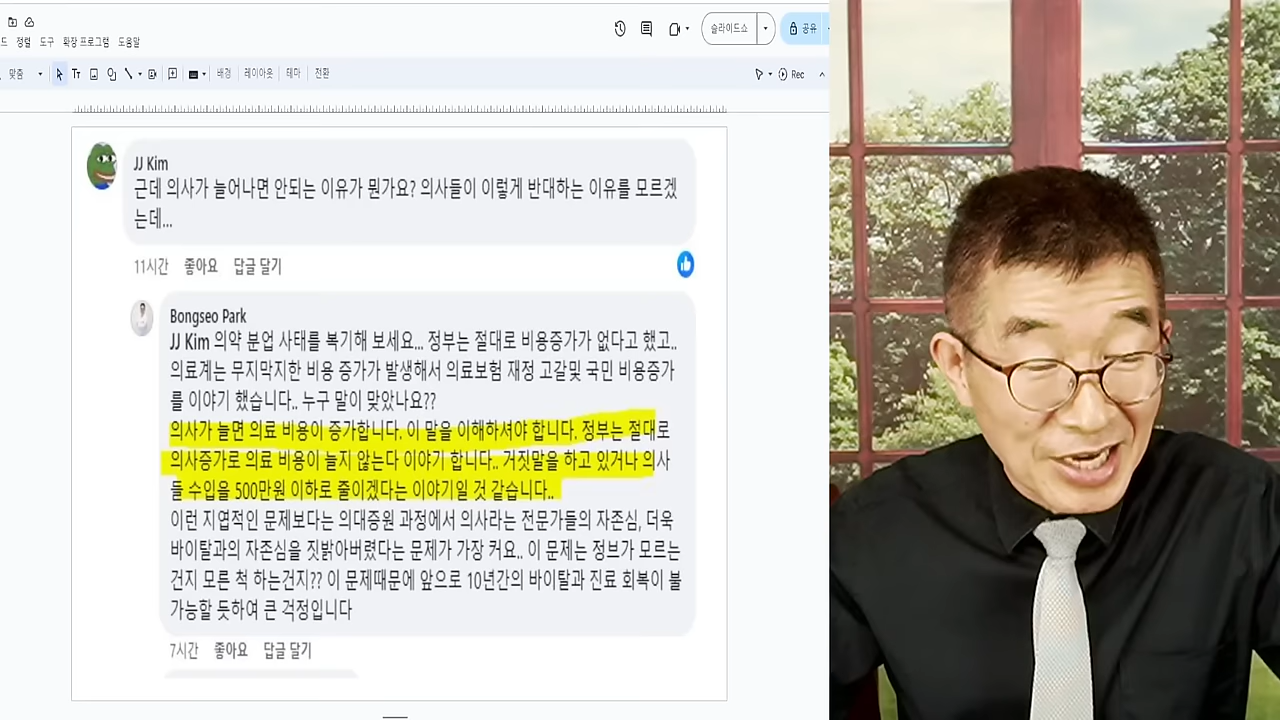 드 정렬 도구 확장 프로그램 도움말
슬라이드쇼
공유
맞춤
배경 레이아웃 테마 전환
Rec
JJ Kim
근데 의사가 늘어나면 안되는 이유가 뭔가요? 의사들이 이렇게 반대하는 이유를 모르겠
는데...
11시간 좋아요 답글 달기
Bongseo Park
JJ Kim 의약 분업 사태를 복기해 보세요... 정부는 절대로 비용증가가 없다고 했고..
의료계는 무지막지한 비용 증가가 발생해서 의료보험 재정 고갈및 국민 비용증가
를 이야기 했습니다.. 누구 말이 맞았나요??
의사가 늘면 의료 비용이 증가합니다. 이 말을 이해하셔야 합니다. 정부는 절대로
의사증가로 의료 비용이 늘지 않는다 이야기 합니다.. 거짓말을 하고 있거나 의사
들 수입을 500만원 이하로 줄이겠다는 이야기일 것 같습니다..
이런 지엽적인 문제보다는 의대증원 과정에서 의사라는 전문가들의 자존심, 더욱
바이탈과의 자존심을 짓밝아버렸다는 문제가 가장 커요.. 이 문제는 정브가 모르는
건지 모른 척 하는건지?? 이 문제때문에 앞으로 10년간의 바이탈과 진료 회복이 불
가능할 듯하여 큰 걱정입니다
7시간 좋아요 답글 달기